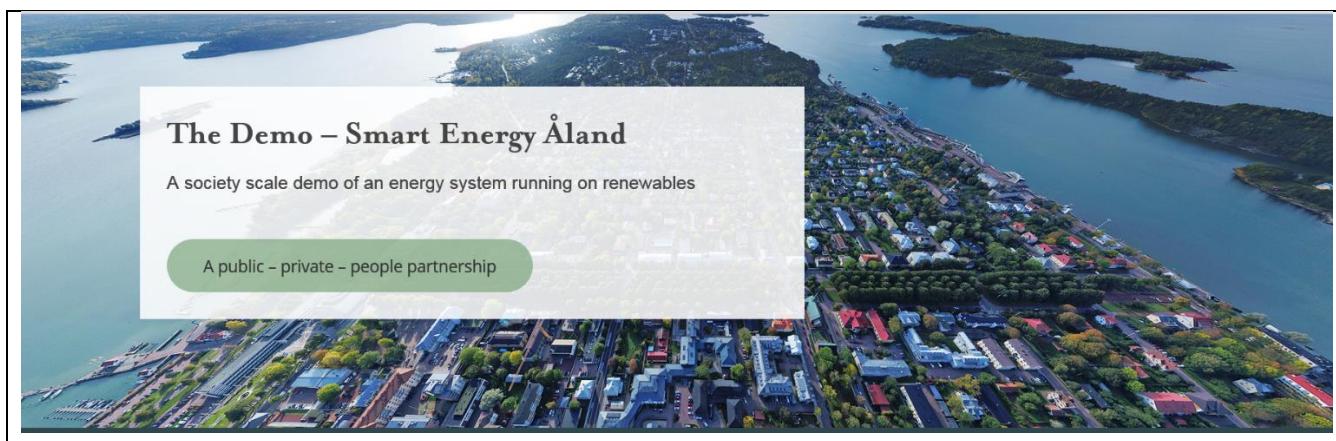 The Demo – Smart Energy Åland
A society scale demo of an energy system running on renewables
A public – private – people partnership